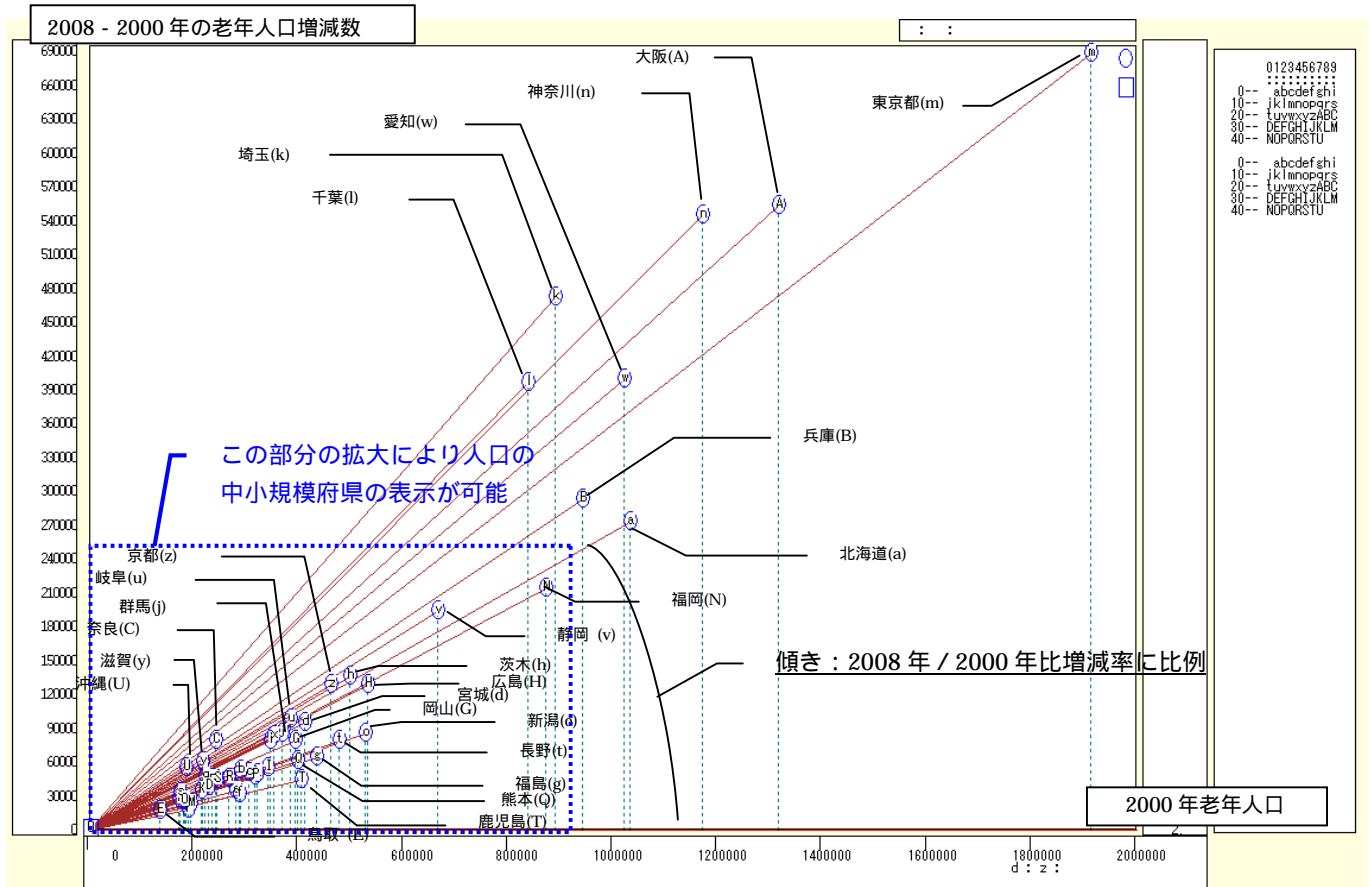 2008 - 2000 年の老年人口増減数
: :
690000
660000
630000
600000
570000
540000
510000
480000
450000
420000
390000
360000
330000
300000
270000
240000
210000
180000
150000
120000
90000
60000
30000
0
大阪(A)
神奈川(n)
東京都(m)
愛知(w)
埼玉(k)
千葉(l)
兵庫(B)
この部分の拡大により人口の
中小規模府県の表示が可能
北海道(a)
京都(z)
岐阜(u)
群馬(j)
奈良(C)
滋賀(y)
沖縄(U)
福岡(N)
静岡 (v)
傾き：2008 年 / 2000 年比増減率に比例
茨木(h)
広島(H)
宮城(d)
岡山(G)
新潟(o)
長野(t)
福島(g)
熊本(Q)
鹿児島(T)
鳥取 (E)
2000 年老年人口
m
A
n
k
l
w
B
a
N
v
z
h
H
u
d
G
o
t
g
Q
T
C
U
y
E
0 200000 400000 600000 800000 1000000 1200000 1400000 1600000 1800000 2000000
d : z :
0123456789
::::::::::
0-- abcdefghi
10-- jklmnopqrs
20-- tuvwxyzABC
30-- DEFGHIJKLM
40-- NOPQRSTU
0-- abcdefghi
10-- jklmnopqrs
20-- tuvwxyzABC
30-- DEFGHIJKLM
40-- NOPQRSTU